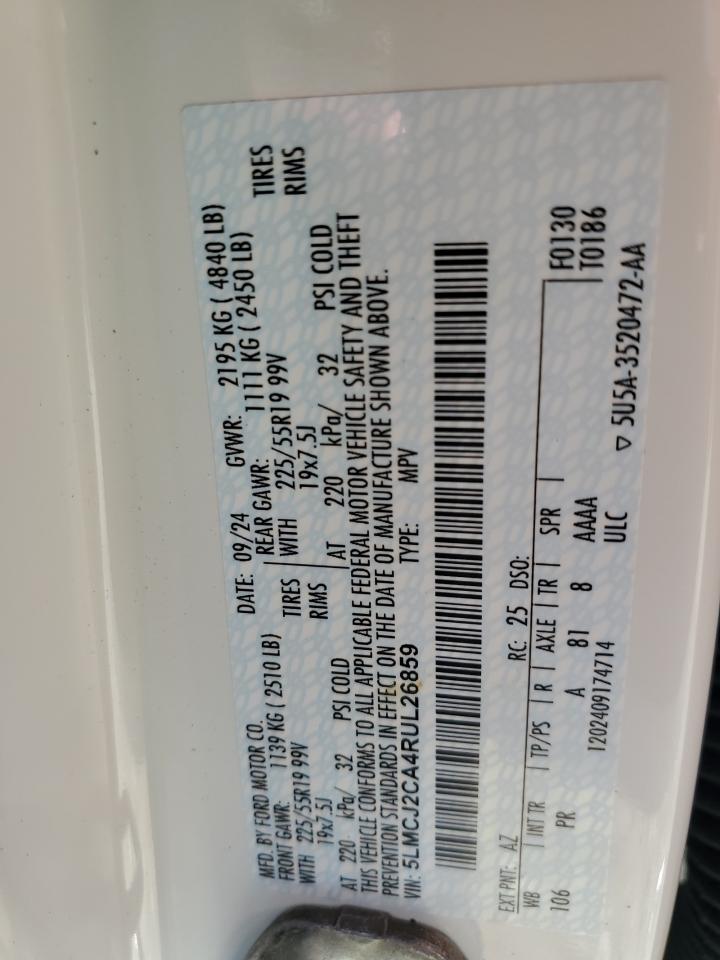 MFD. BY FORD MOTOR CO. DATE: 09/24 GVWR: 2195 KG ( 4840 LB)
FRONT GAWR: 1139 KG ( 2510 LB) REAR GAWR: 1111 KG ( 2450 LB)
WITH 225/55R19 99V TIRES WITH 225/55R19 99V TIRES
19x7.5J RIMS 19x7.5J RIMS
AT 220 kPa/ 32 PSI COLD AT 220 kPa/ 32 PSI COLD
THIS VEHICLE CONFORMS TO ALL APPLICABLE FEDERAL MOTOR VEHICLE SAFETY AND THEFT
PREVENTION STANDARDS IN EFFECT ON THE DATE OF MANUFACTURE SHOWN ABOVE.
VIN: 5LMCJ2CA4RUL26859 TYPE: MPV
EXT PNT: AZ RC: 25 DSO: F0130
WB INT TR TP/PS R AXLE TR SPR T0186
106 PR A 81 8 AAAA
1202409174714 ULC ▽ 5U5A-3520472-AA